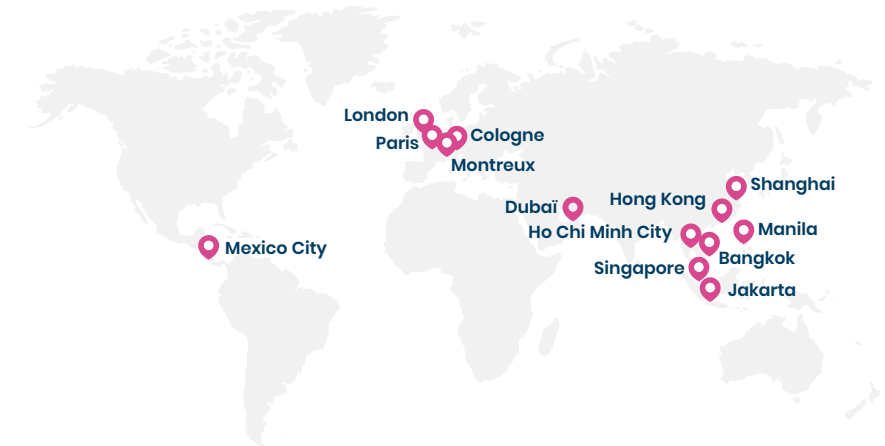 London
Paris
Cologne
Montreux
Shanghai
Hong Kong
Dubaï
Manila
Ho Chi Minh City
Mexico City
Bangkok
Singapore
Jakarta